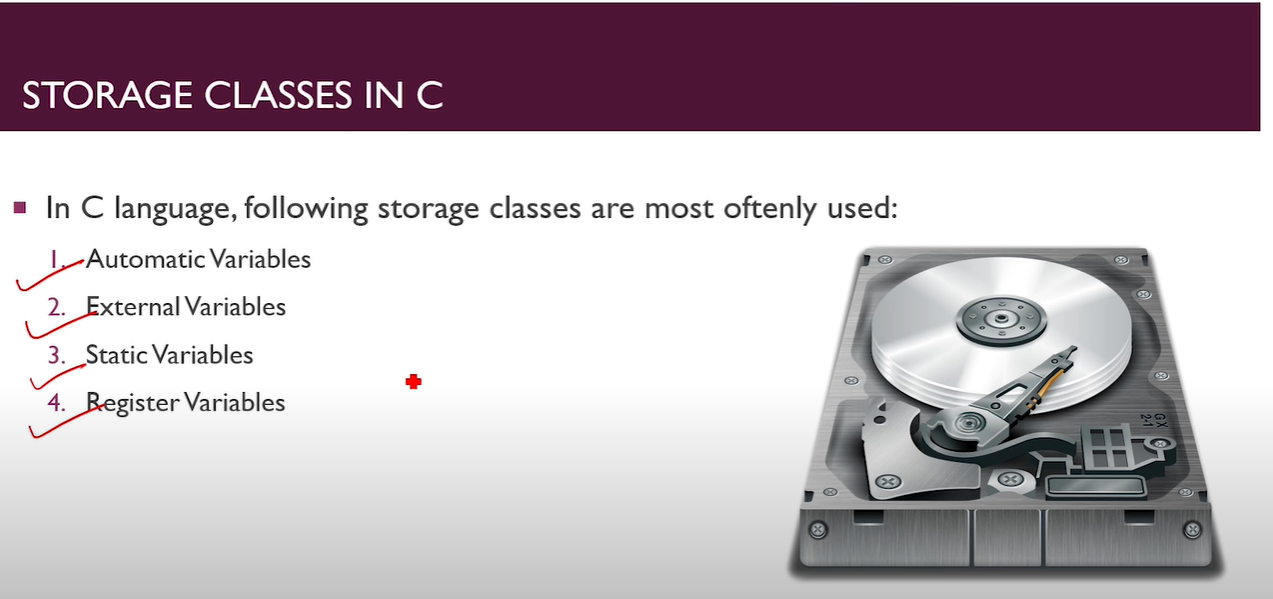 STORAGE CLASSES IN C
In C language, following storage classes are most oftenly used:
1. Automatic Variables
2. External Variables
3. Static Variables
4. Register Variables
GX
2-1